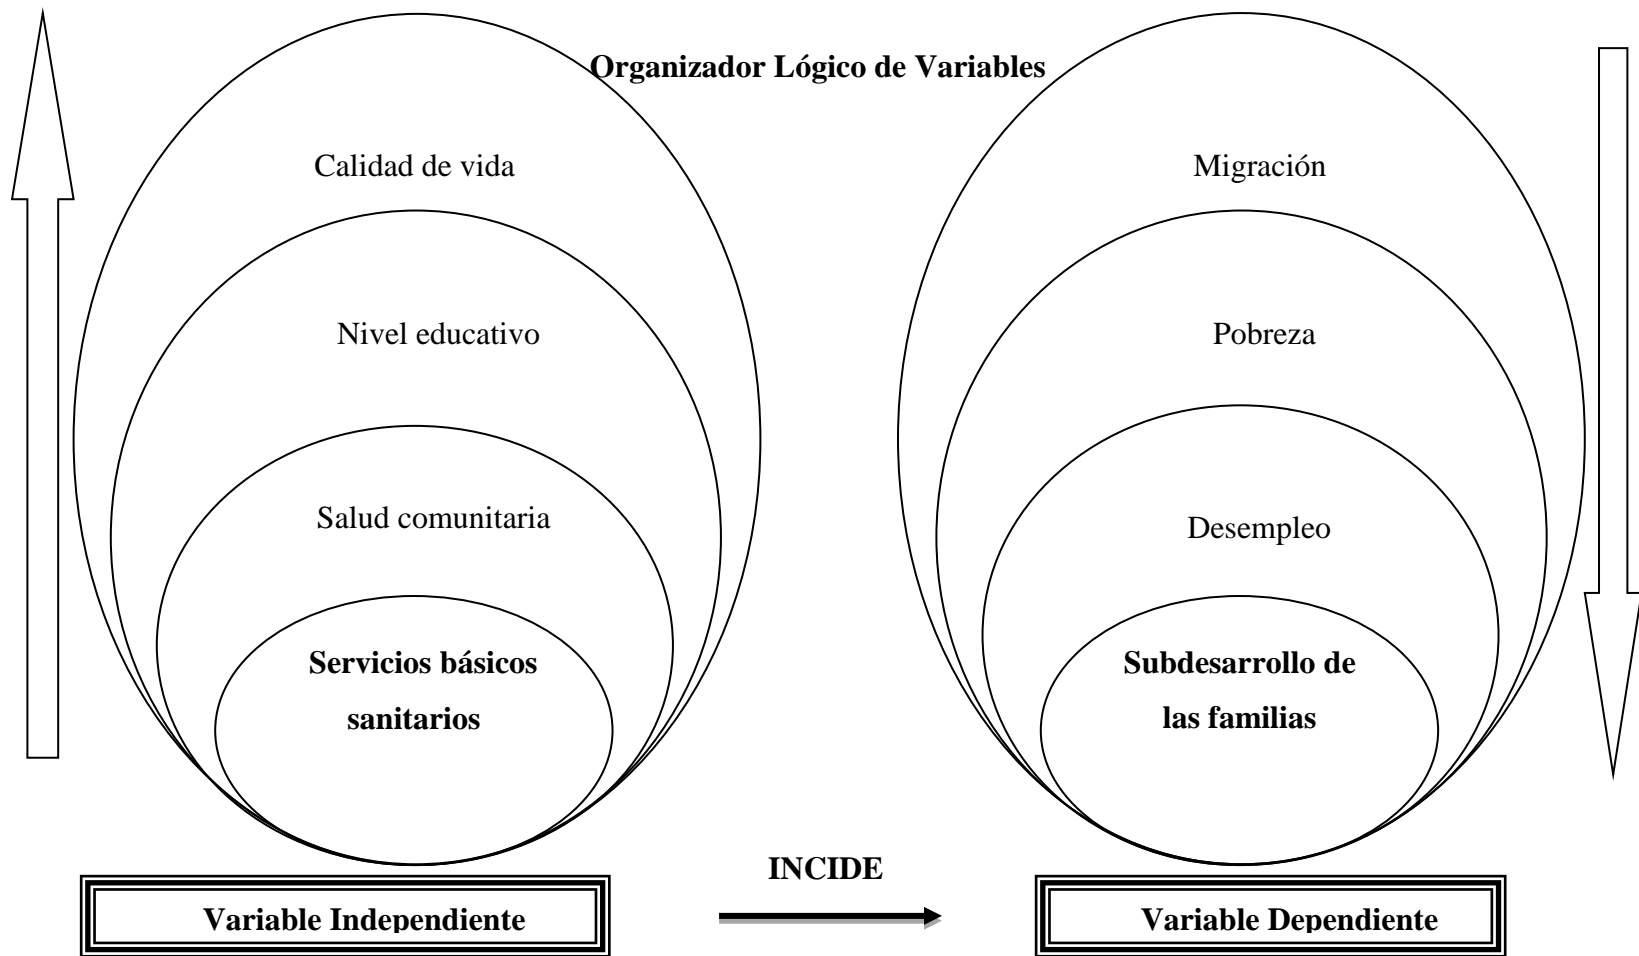 Organizador Lógico de Variables
Calidad de vida
Nivel educativo
Salud comunitaria
Servicios básicos
sanitarios
Migración
Pobreza
Desempleo
Subdesarrollo de
las familias
INCIDE
Variable Independiente
Variable Dependiente